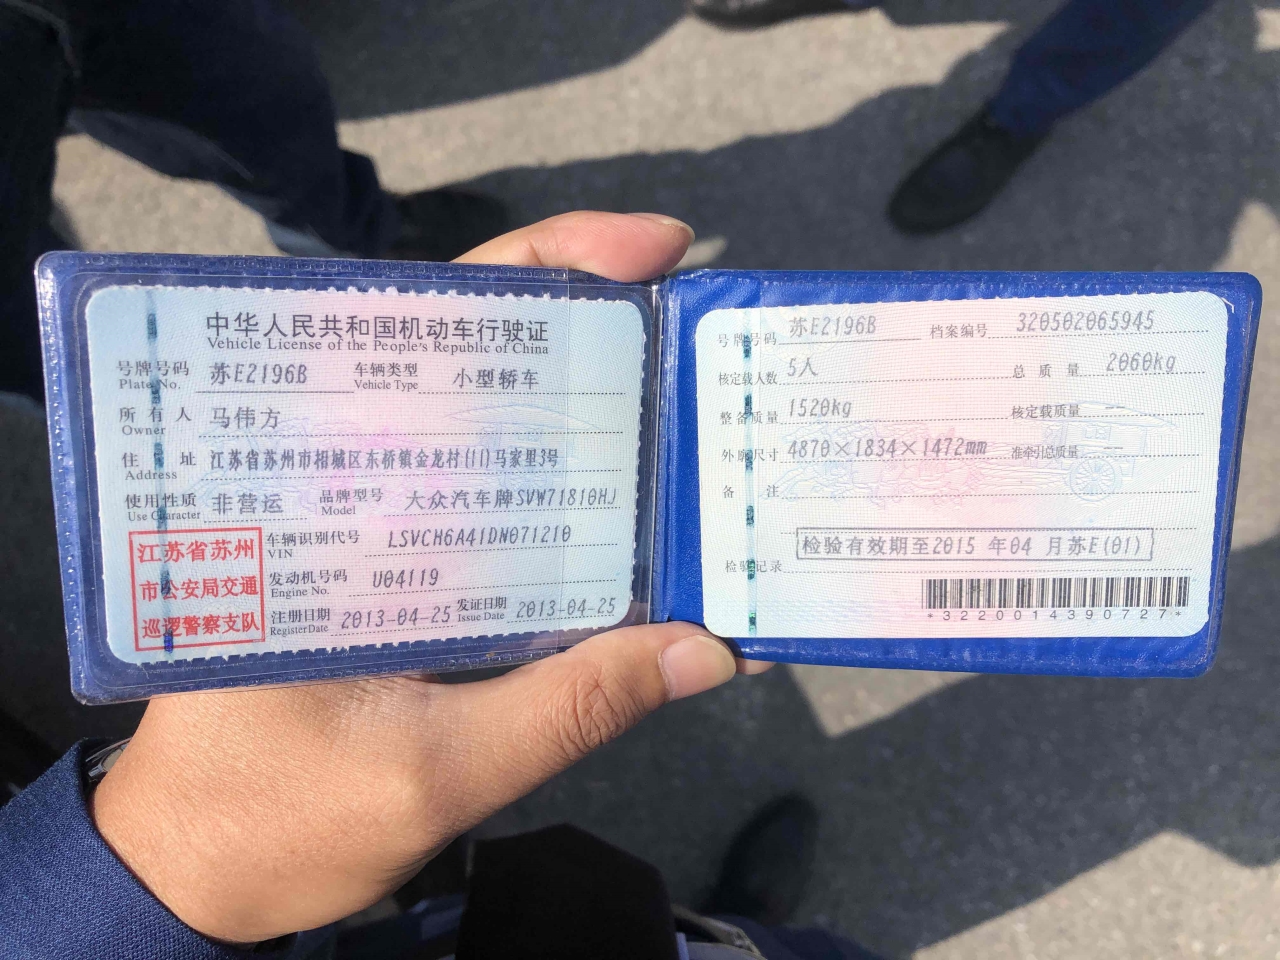 中华人民共和国机动车行驶证
Vehicle License of the People's Republic of China
号牌号码 苏E2196B 车辆类型 小型轿车
Plate No. Vehicle Type
所有人 马伟方
Owner
住址 江苏省苏州市相城区东桥镇金龙村(11)马家里3号
Address
使用性质 非营运 品牌型号 大众汽车牌SVW71810HJ
Use Character Model
江苏省苏州
市公安局交通
巡逻警察支队
车辆识别代号 LSVCH6A41DN071210
VIN
发动机号码 U04119
Engine No.
注册日期 2013-04-25 发证日期 2013-04-25
Register Date Issue Date
号牌号码 苏E2196B 档案编号 320502065945
核定载人数 5人 总质量 2060kg
整备质量 1520kg 核定载质量 --
外廓尺寸 4870×1834×1472mm 准牵引总质量 --
备注
检验有效期至2015 年04 月苏E(01)
检验记录
*3220014390727*